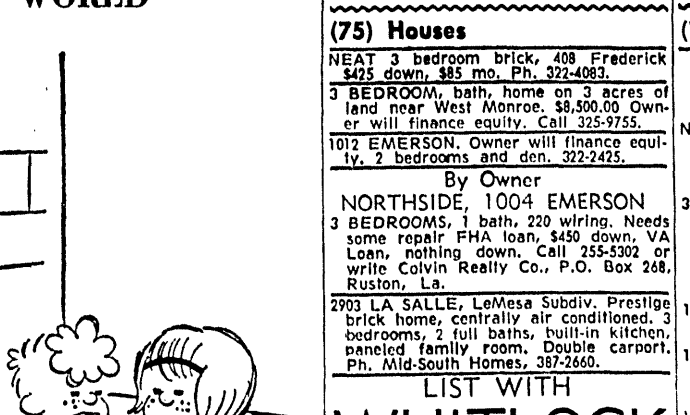 WORLD
(75) Houses
NEAT 3 bedroom brick, 408 Frederick
$425 down, $85 mo. Ph. 322-4083.
3 BEDROOM, bath, home on 3 acres of
land near West Monroe. $8,500.00 Own-
er will finance equity. Call 325-9755.
1012 EMERSON. Owner will finance equi-
ty. 2 bedrooms and den. 322-2425.
By Owner
NORTHSIDE, 1004 EMERSON
3 BEDROOMS, 1 bath, 220 wiring. Needs
some repair FHA loan, $450 down, VA
Loan, nothing down. Call 255-5302 or
write Colvin Realty Co., P.O. Box 268,
Ruston, La.
2903 LA SALLE, LeMesa Subdiv. Prestige
brick home, centrally air conditioned. 3
bedrooms, 2 full baths, built-in kitchen,
paneled family room. Double carport.
Ph. Mid-South Homes, 387-2660.
LIST WITH